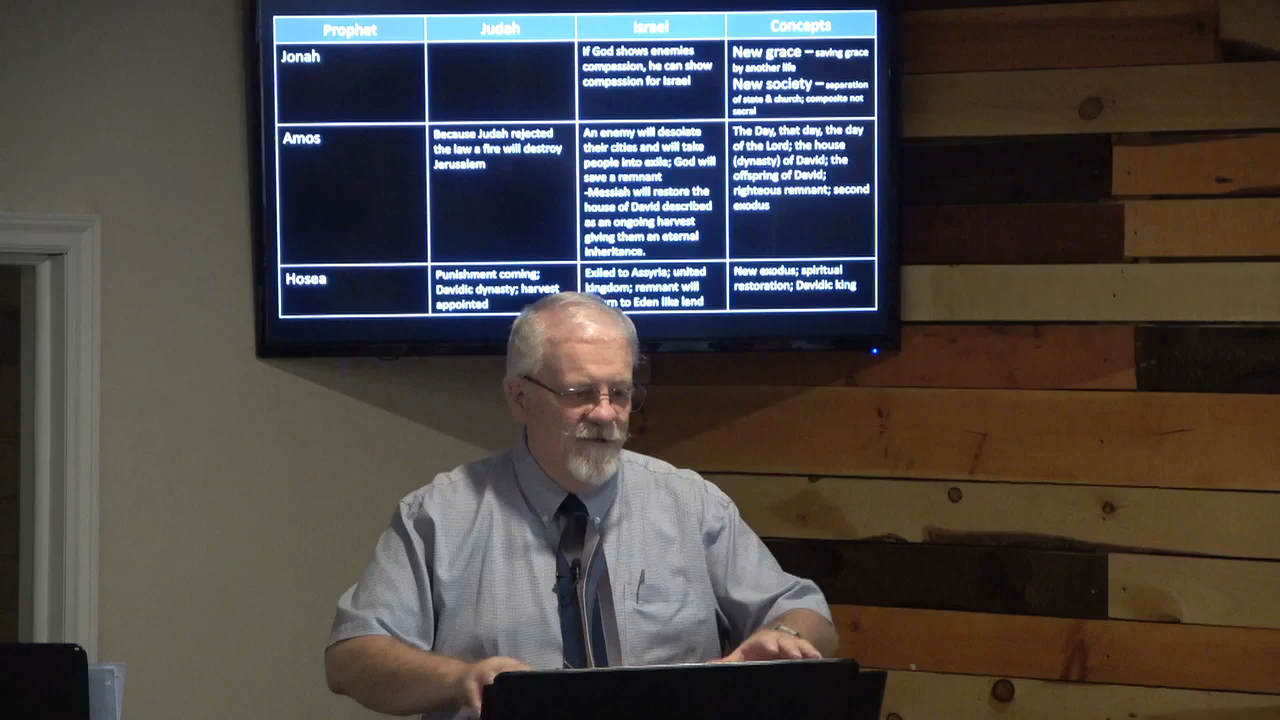 Prophet Judah Israel Concepts
Jonah
If God shows enemies
compassion, he can show
compassion for Israel
New grace – saving grace
by another life
New society – separation
of state & church; composite not
sacral
Amos
Because Judah rejected
the law a fire will destroy
Jerusalem
An enemy will desolate
their cities and will take
people into exile; God will
save a remnant
-Messiah will restore the
house of David described
as an ongoing harvest
giving them an eternal
inheritance.
The Day, that day, the day
of the Lord; the house
(dynasty) of David; the
offspring of David;
righteous remnant; second
exodus
Hosea
Punishment coming;
Davidic dynasty; harvest
appointed
Exiled to Assyria; united
kingdom; remnant will
to Eden like land
New exodus; spiritual
restoration; Davidic king